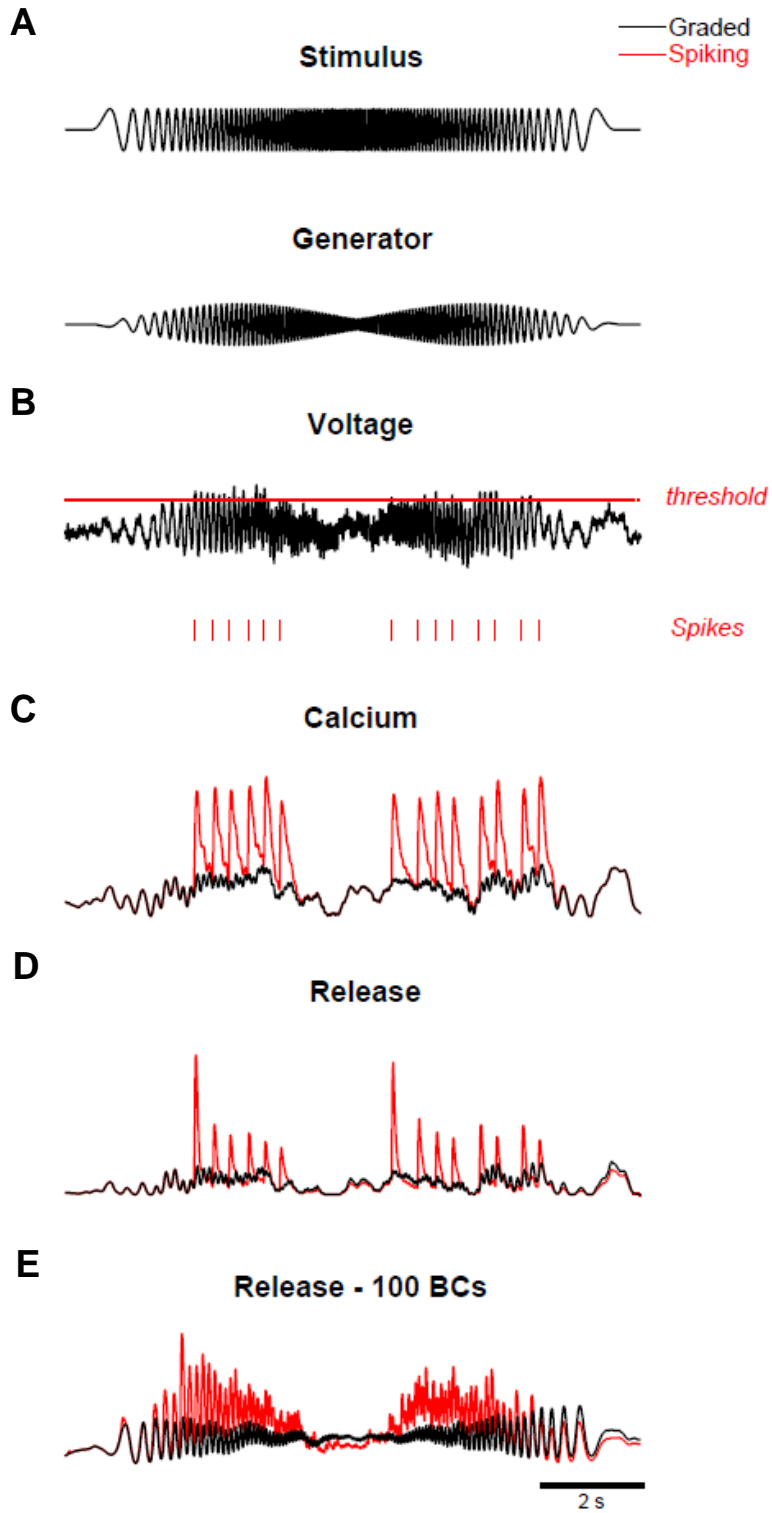 A
Graded
Spiking
Stimulus
Generator
B
Voltage
threshold
Spikes
C
Calcium
D
Release
E
Release - 100 BCs
2 s